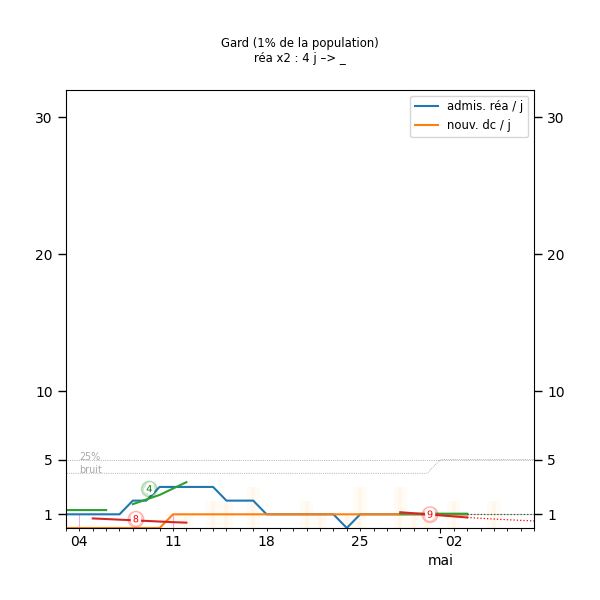 Gard (1% de la population)
réa x2 : 4 j –> _
admis. réa / j
nouv. dc / j
30 30
20 20
10 10
25%
5 5
bruit
4
1 8 9 1
04 11 18 25 02
mai